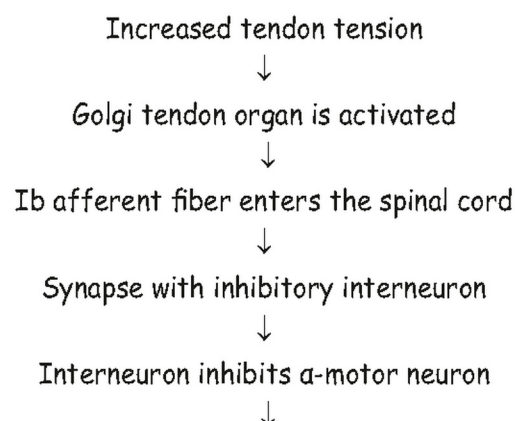 Increased tendon tension
↓
Golgi tendon organ is activated
↓
Ib afferent fiber enters the spinal cord
↓
Synapse with inhibitory interneuron
↓
Interneuron inhibits α-motor neuron
↓